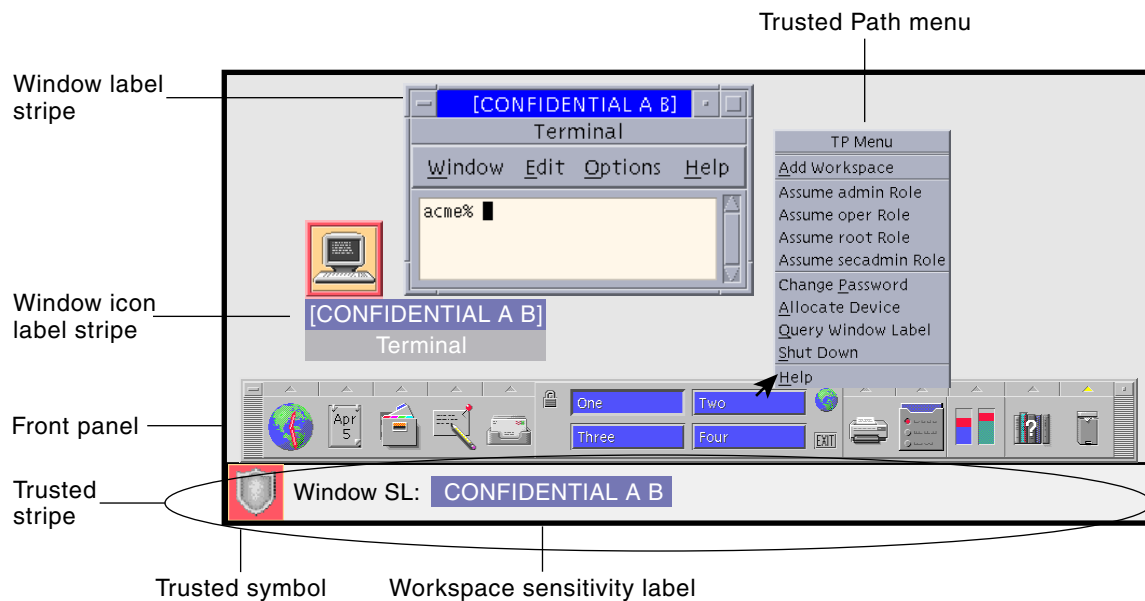 Trusted Path menu
Window label
stripe
[CONFIDENTIAL A B]
Terminal
Window Edit Options Help
acme%
TP Menu
Add Workspace
Assume admin Role
Assume oper Role
Assume root Role
Assume secadmin Role
Change Password
Allocate Device
Query Window Label
Shut Down
Help
Window icon
label stripe
[CONFIDENTIAL A B]
Terminal
Front panel
Apr
5
One
Two
Three
Four
EXIT
?
Trusted
stripe
Window SL: CONFIDENTIAL A B
Trusted symbol
Workspace sensitivity label